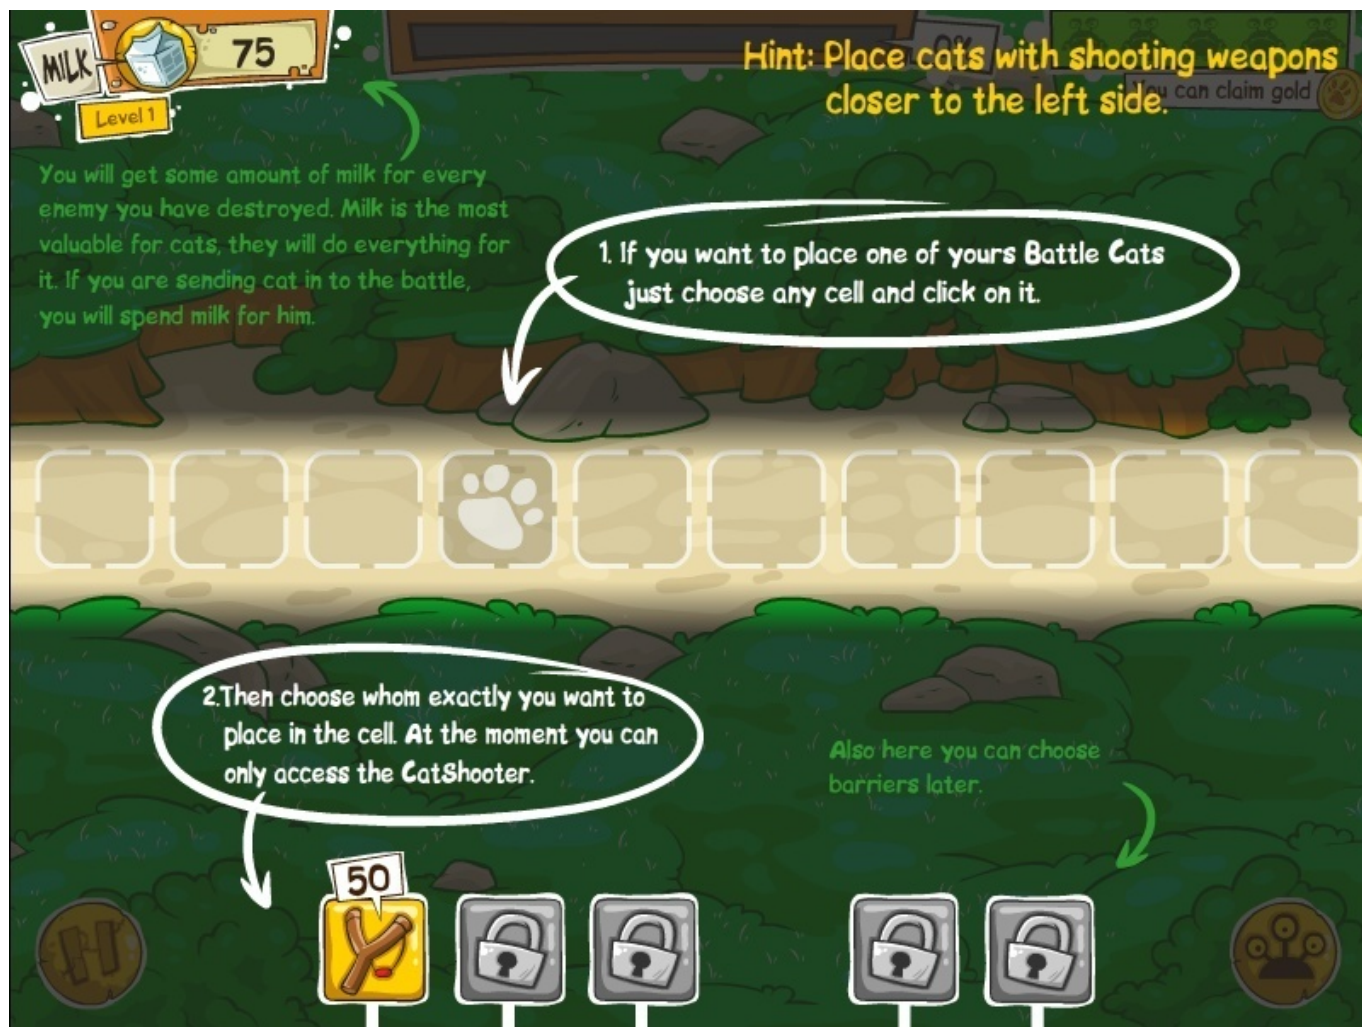 MILK
75
Level 1
Hint: Place cats with shooting weapons
closer to the left side.
You can claim gold
You will get some amount of milk for every
enemy you have destroyed. Milk is the most
valuable for cats, they will do everything for
it. If you are sending cat in to the battle,
you will spend milk for him.
1. If you want to place one of yours Battle Cats
just choose any cell and click on it.
2.Then choose whom exactly you want to
place in the cell. At the moment you can
only access the CatShooter.
Also here you can choose
barriers later.
50